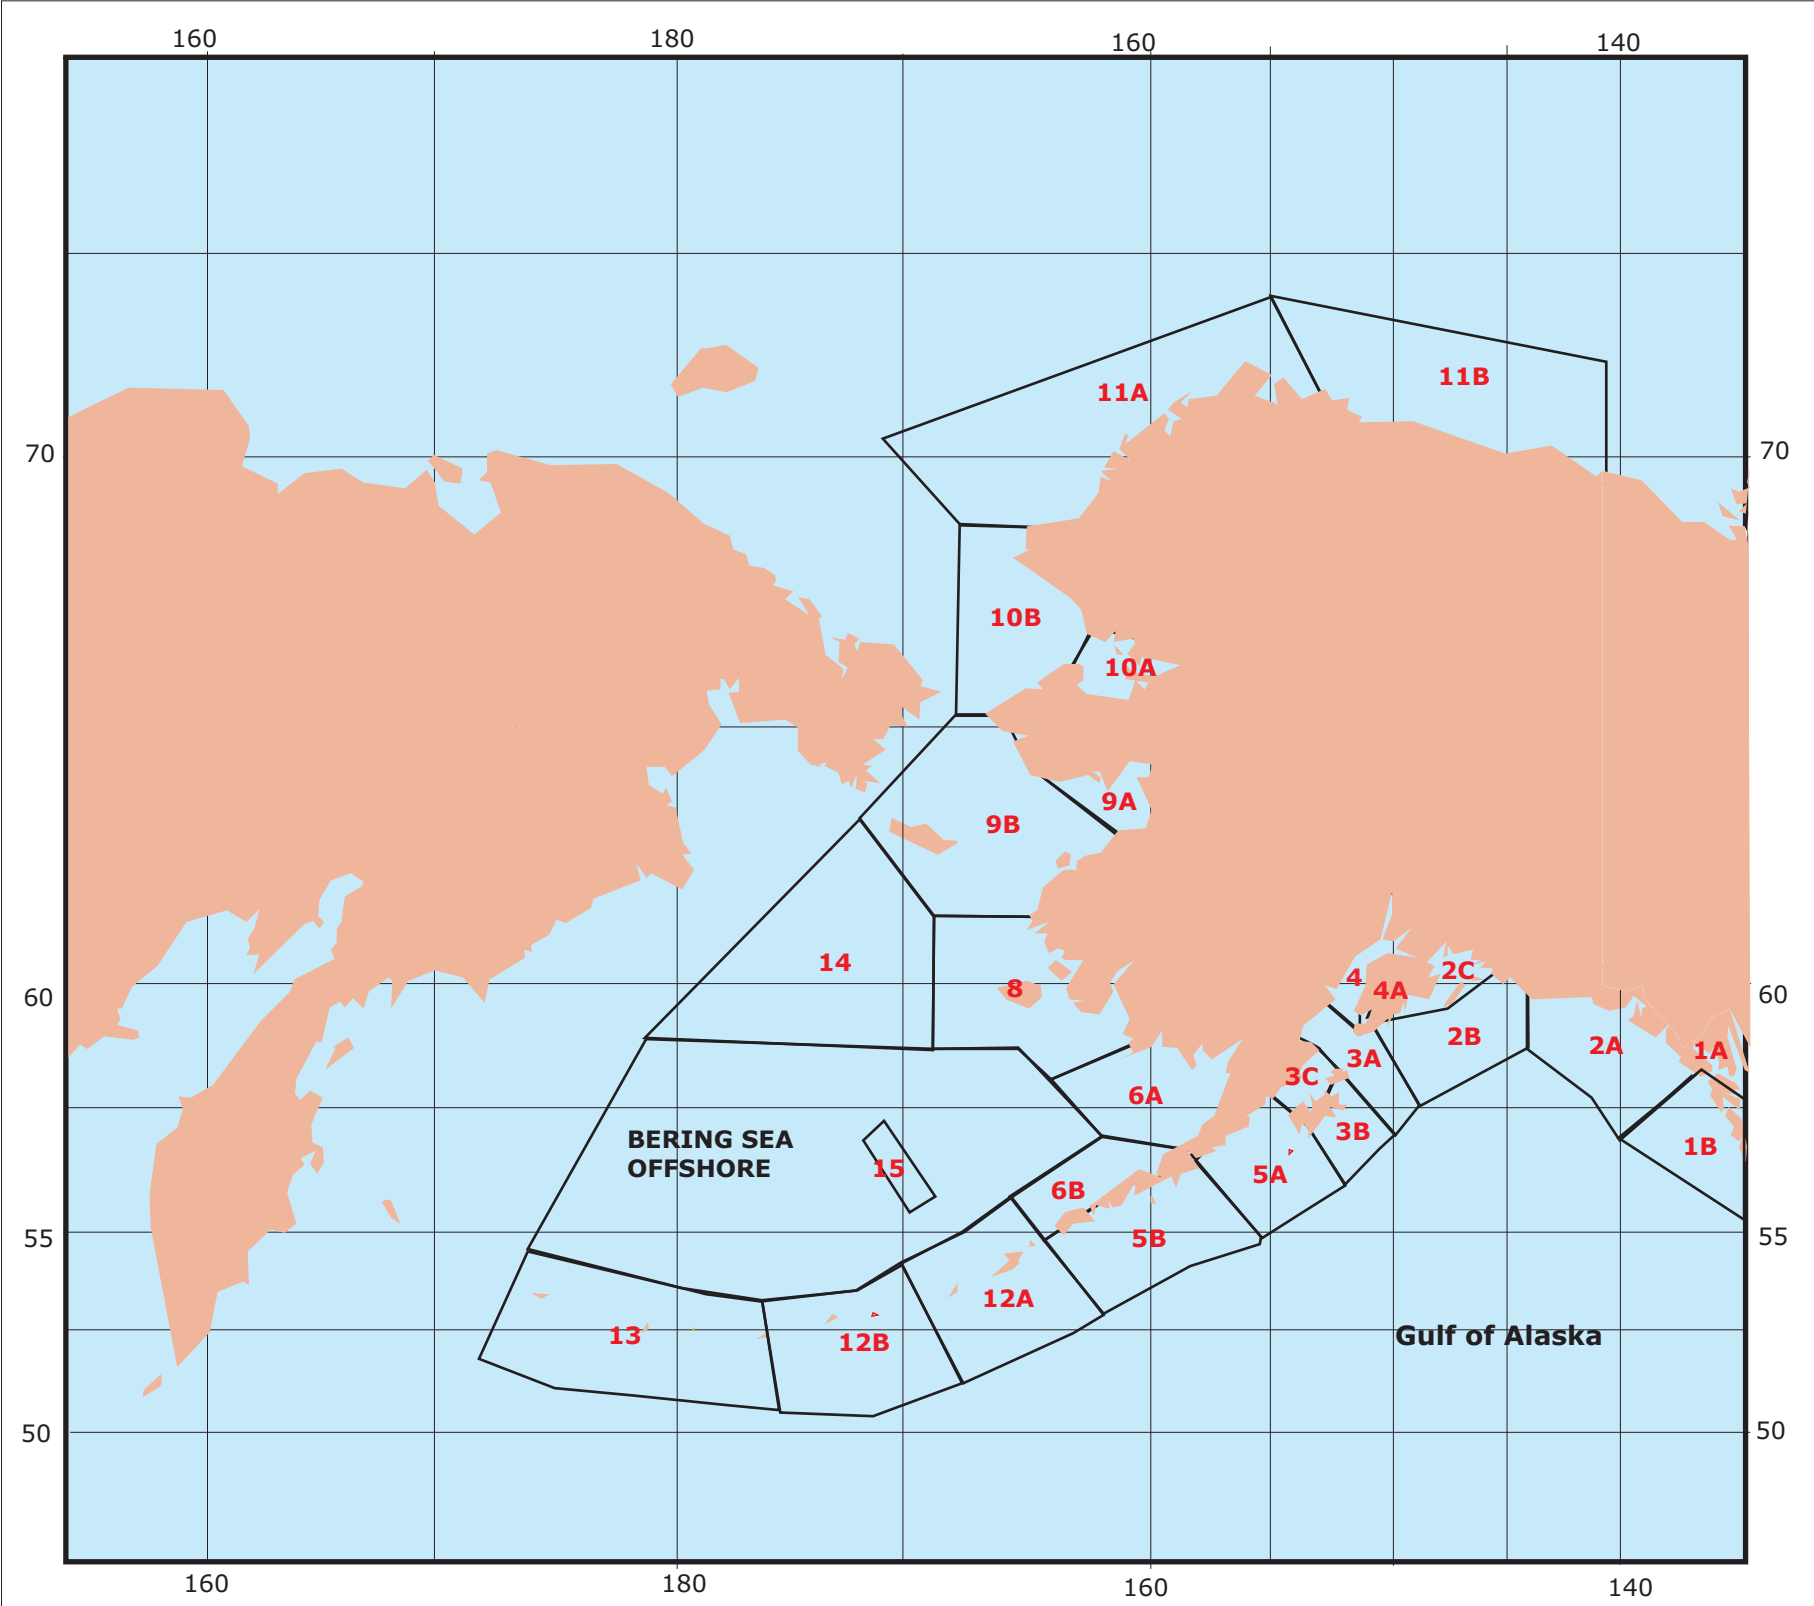 160
180
160
140
11B
11A
70
70
10B
10A
9A
9B
14
2C
4
8
4A
60
60
2B
2A
1A
3A
3C
6A
3B
BERING SEA
OFFSHORE
1B
15
5A
6B
55
5B
55
12A
13
Gulf of Alaska
12B
50
50
160
180
160
140